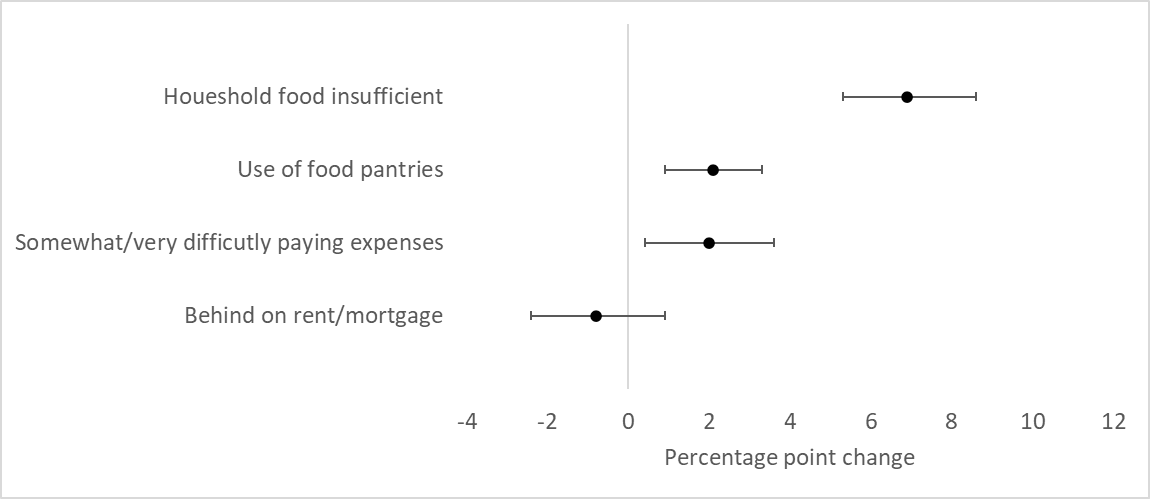 Houeshold food insufficient
Use of food pantries
Somewhat/very difficutly paying expenses
Behind on rent/mortgage
-4 -2 0 2 4 6 8 10 12
Percentage point change